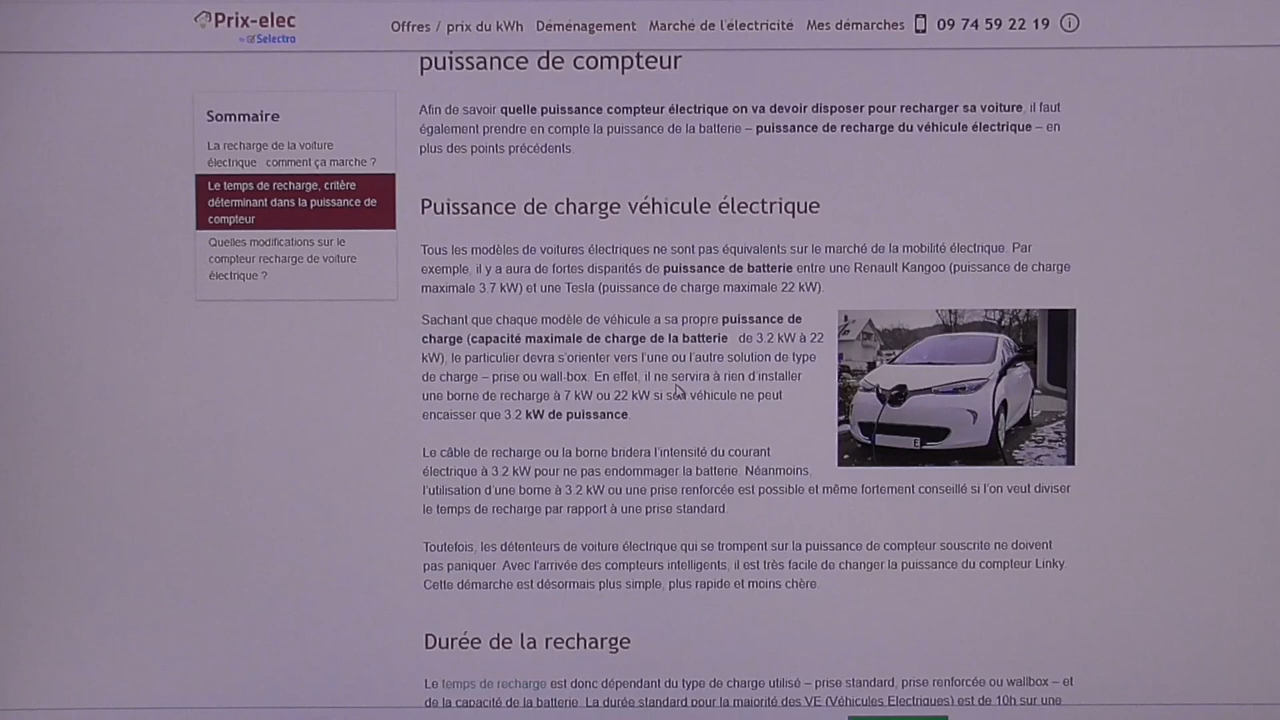 Prix-elec
Selectra
Offres / prix du kWh Déménagement Marché de l'électricité Mes démarches 09 74 59 22 19
puissance de compteur
Sommaire
La recharge de la voiture
électrique : comment ça marche ?
Le temps de recharge, critère
déterminant dans la puissance de
compteur
Quelles modifications sur le
compteur recharge de voiture
électrique ?
Afin de savoir quelle puissance compteur électrique on va devoir disposer pour recharger sa voiture, il faut
également prendre en compte la puissance de la batterie – puissance de recharge du véhicule électrique – en
plus des points précédents.
Puissance de charge véhicule électrique
Tous les modèles de voitures électriques ne sont pas équivalents sur le marché de la mobilité électrique. Par
exemple, il y a aura de fortes disparités de puissance de batterie entre une Renault Kangoo (puissance de charge
maximale 3.7 kW) et une Tesla (puissance de charge maximale 22 kW).
Sachant que chaque modèle de véhicule a sa propre puissance de
charge (capacité maximale de charge de la batterie de 3.2 kW à 22
kW), le particulier devra s'orienter vers l'une ou l'autre solution de type
de charge – prise ou wall-box. En effet, il ne servira à rien d'installer
une borne de recharge à 7 kW ou 22 kW si son véhicule ne peut
encaisser que 3.2 kW de puissance.
Le câble de recharge ou la borne bridera l'intensité du courant
électrique à 3.2 kW pour ne pas endommager la batterie. Néanmoins,
l'utilisation d'une borne à 3.2 kW ou une prise renforcée est possible et même fortement conseillé si l'on veut diviser
le temps de recharge par rapport à une prise standard.
Toutefois, les détenteurs de voiture électrique qui se trompent sur la puissance de compteur souscrite ne doivent
pas paniquer. Avec l'arrivée des compteurs intelligents, il est très facile de changer la puissance du compteur Linky.
Cette démarche est désormais plus simple, plus rapide et moins chère.
Durée de la recharge
Le temps de recharge est donc dépendant du type de charge utilisé – prise standard, prise renforcée ou wallbox – et
de la capacité de la batterie. La durée standard pour la majorité des VE (Véhicules Electriques) est de 10h sur une